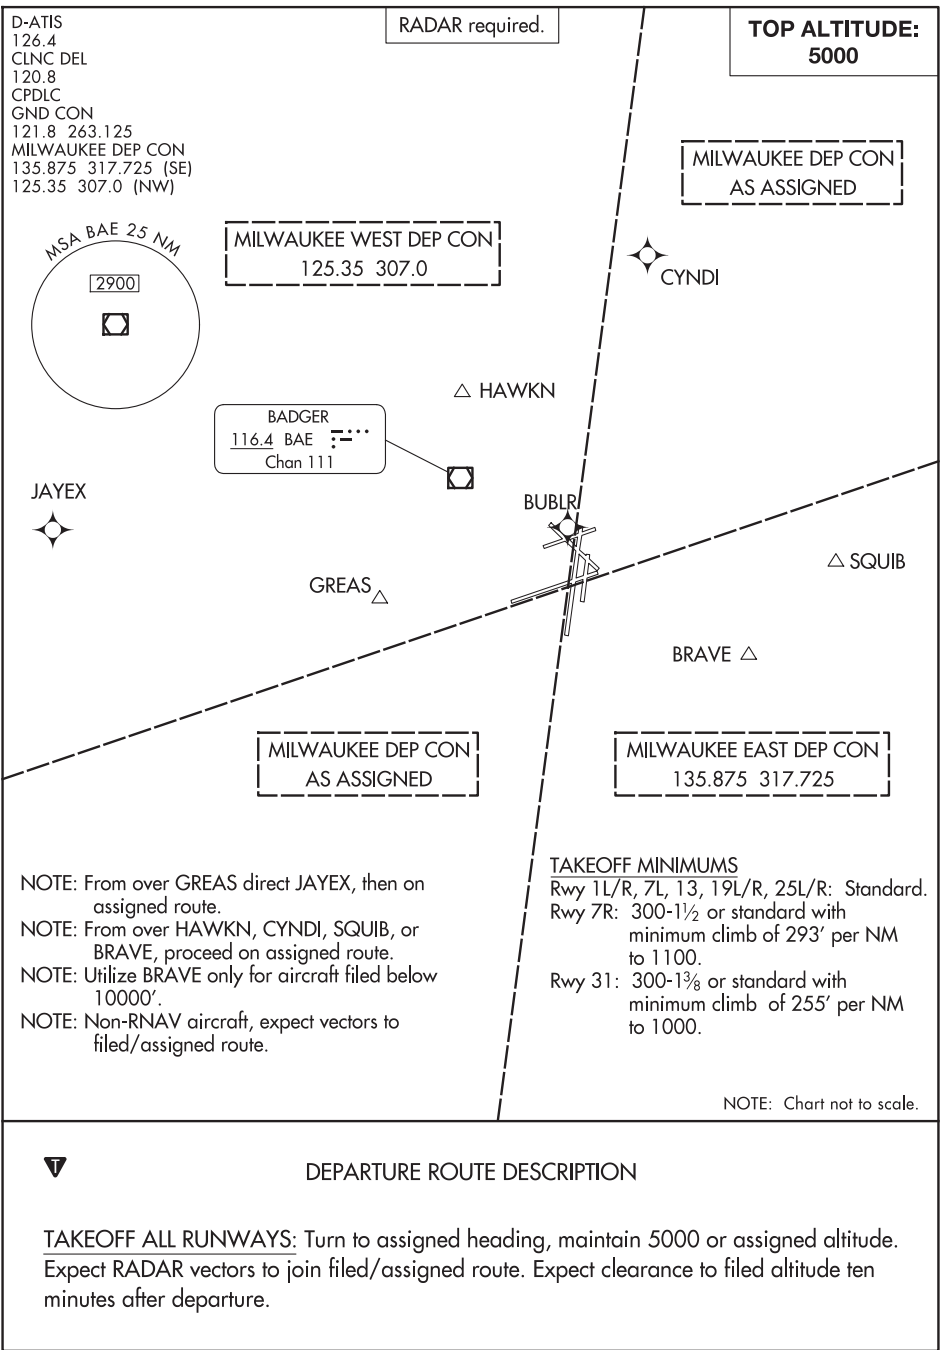 D-ATIS
126.4
CLNC DEL
120.8
CPDLC
GND CON
121.8 263.125
MILWAUKEE DEP CON
135.875 317.725 (SE)
125.35 307.0 (NW)
RADAR required.
TOP ALTITUDE:
5000
MILWAUKEE DEP CON
AS ASSIGNED
MSA BAE 25 NM
2900
MILWAUKEE WEST DEP CON
125.35 307.0
CYNDI
HAWKN
BADGER
116.4 BAE
Chan 111
JAYEX
BUBLR
GREAS
SQUIB
BRAVE
MILWAUKEE DEP CON
AS ASSIGNED
MILWAUKEE EAST DEP CON
135.875 317.725
NOTE: From over GREAS direct JAYEX, then on
assigned route.
NOTE: From over HAWKN, CYNDI, SQUIB, or
BRAVE, proceed on assigned route.
NOTE: Utilize BRAVE only for aircraft filed below
10000′.
NOTE: Non-RNAV aircraft, expect vectors to
filed/assigned route.
TAKEOFF MINIMUMS
Rwy 1L/R, 7L, 13, 19L/R, 25L/R: Standard.
Rwy 7R: 300-1½ or standard with
minimum climb of 293′ per NM
to 1100.
Rwy 31: 300-1⅜ or standard with
minimum climb of 255′ per NM
to 1000.
NOTE: Chart not to scale.
T
DEPARTURE ROUTE DESCRIPTION
TAKEOFF ALL RUNWAYS: Turn to assigned heading, maintain 5000 or assigned altitude.
Expect RADAR vectors to join filed/assigned route. Expect clearance to filed altitude ten
minutes after departure.